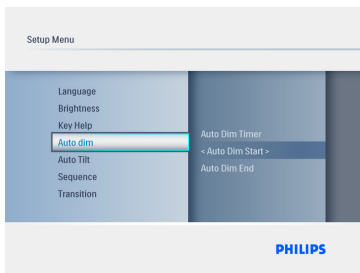 Setup Menu
Language
Brightness
Key Help
Auto dim
Auto Tilt
Sequence
Transition
Auto Dim Timer
< Auto Dim Start >
Auto Dim End
PHILIPS